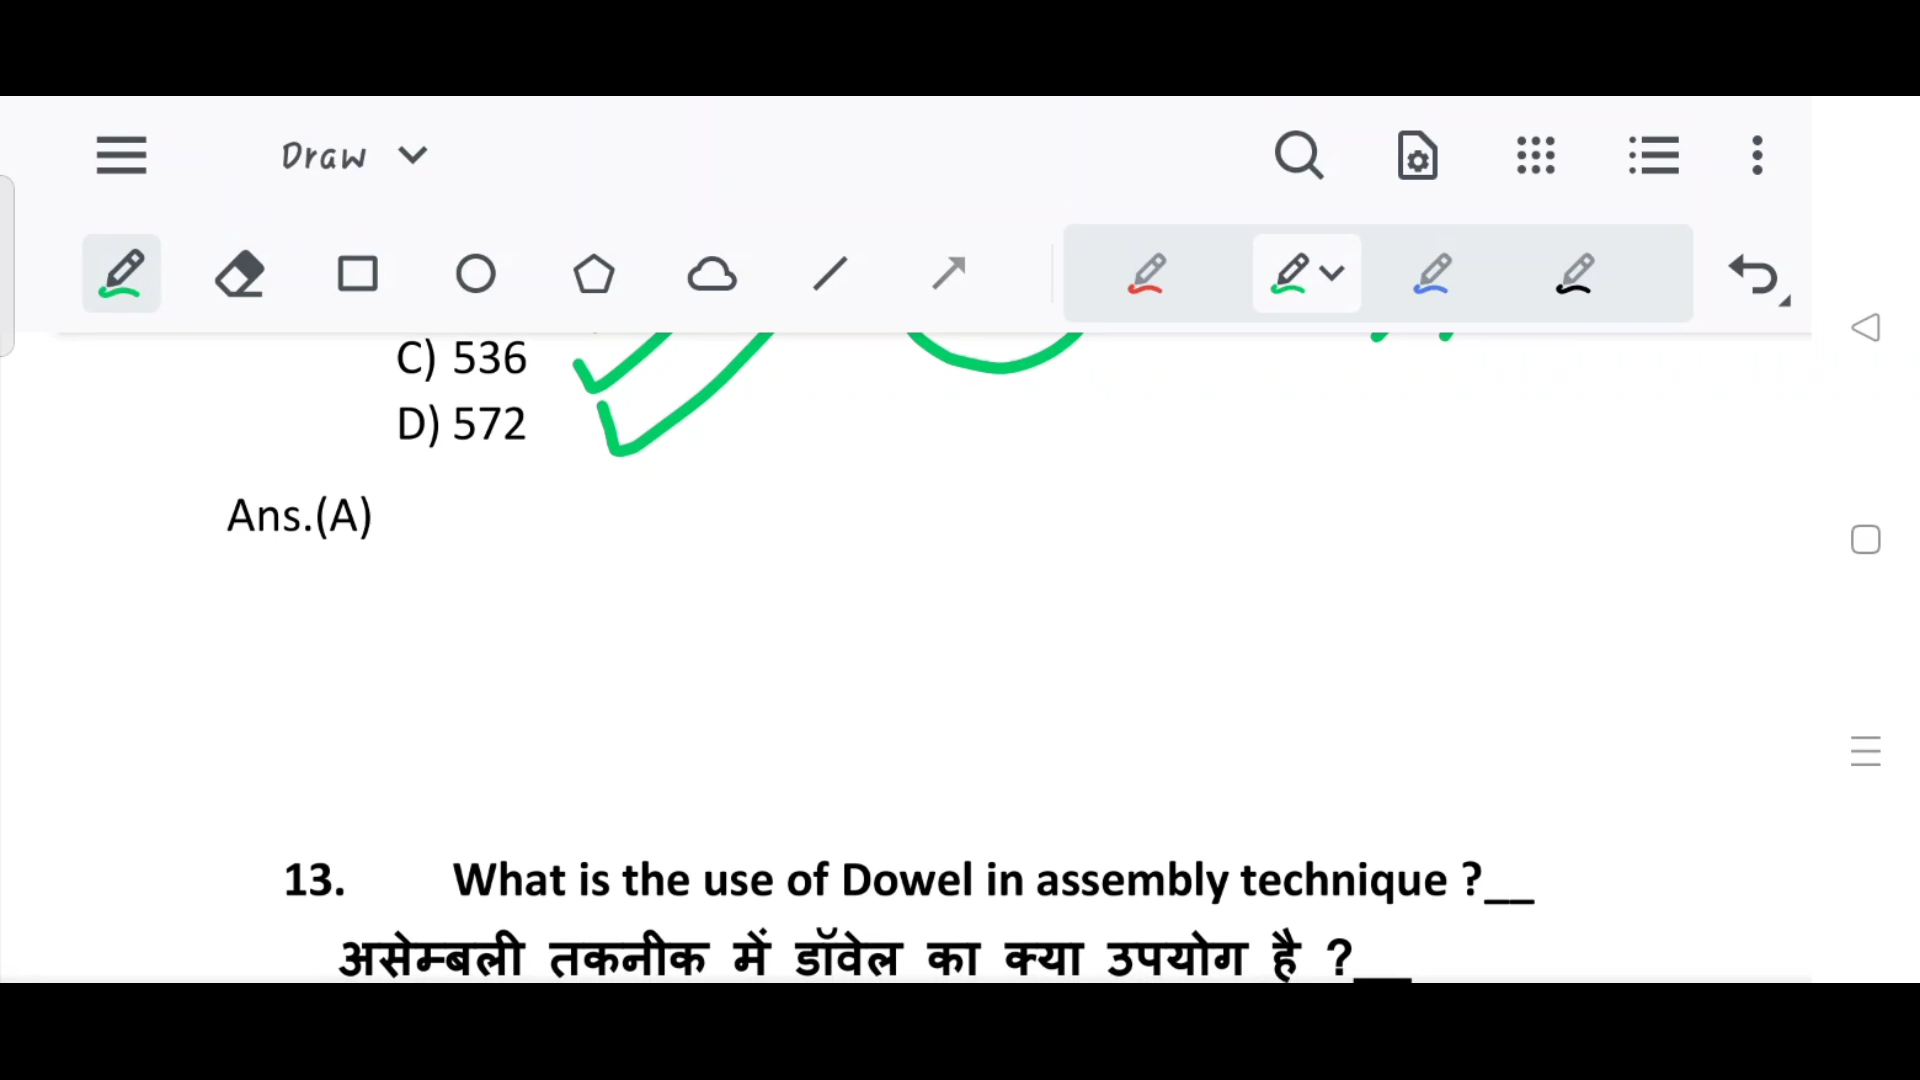 Draw
C) 536
D) 572
Ans.(A)
13. What is the use of Dowel in assembly technique ?__
असेम्बली तकनीक में डॉवेल का क्या उपयोग है ?__